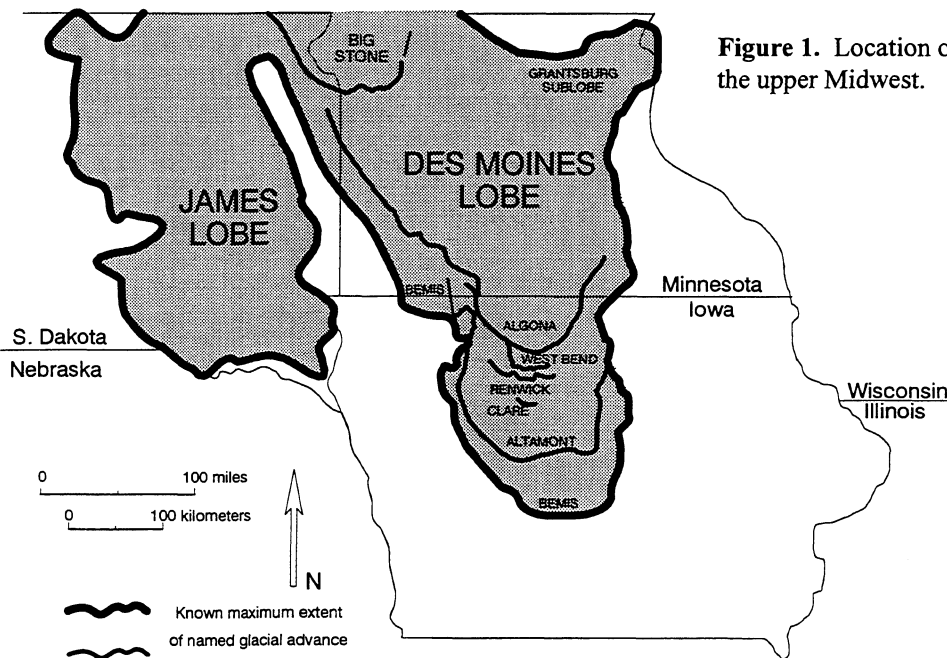 BIG
STONE
GRANTSBURG
SUBLOBE
Figure 1. Location
the upper Midwest.
DES MOINES
LOBE
JAMES
LOBE
BEMIS
Minnesota
Iowa
ALGONA
S. Dakota
Nebraska
WEST BEND
RENWICK
CLARE
Wisconsin
Illinois
ALTAMONT
BEMIS
0 100 miles
0 100 kilometers
N
Known maximum extent
of named glacial advance